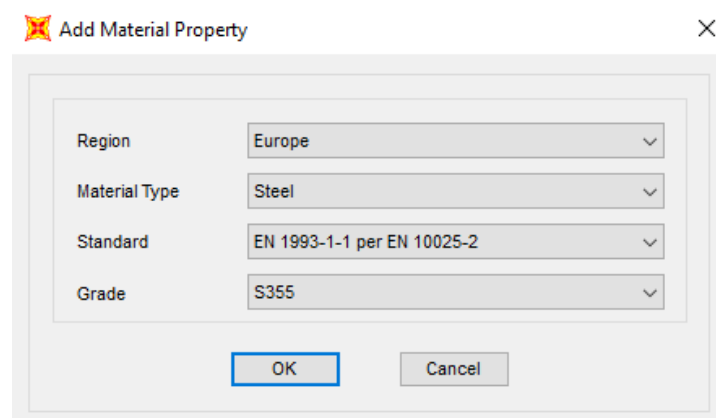 Add Material Property
Region Europe
Material Type Steel
Standard EN 1993-1-1 per EN 10025-2
Grade S355
OK Cancel